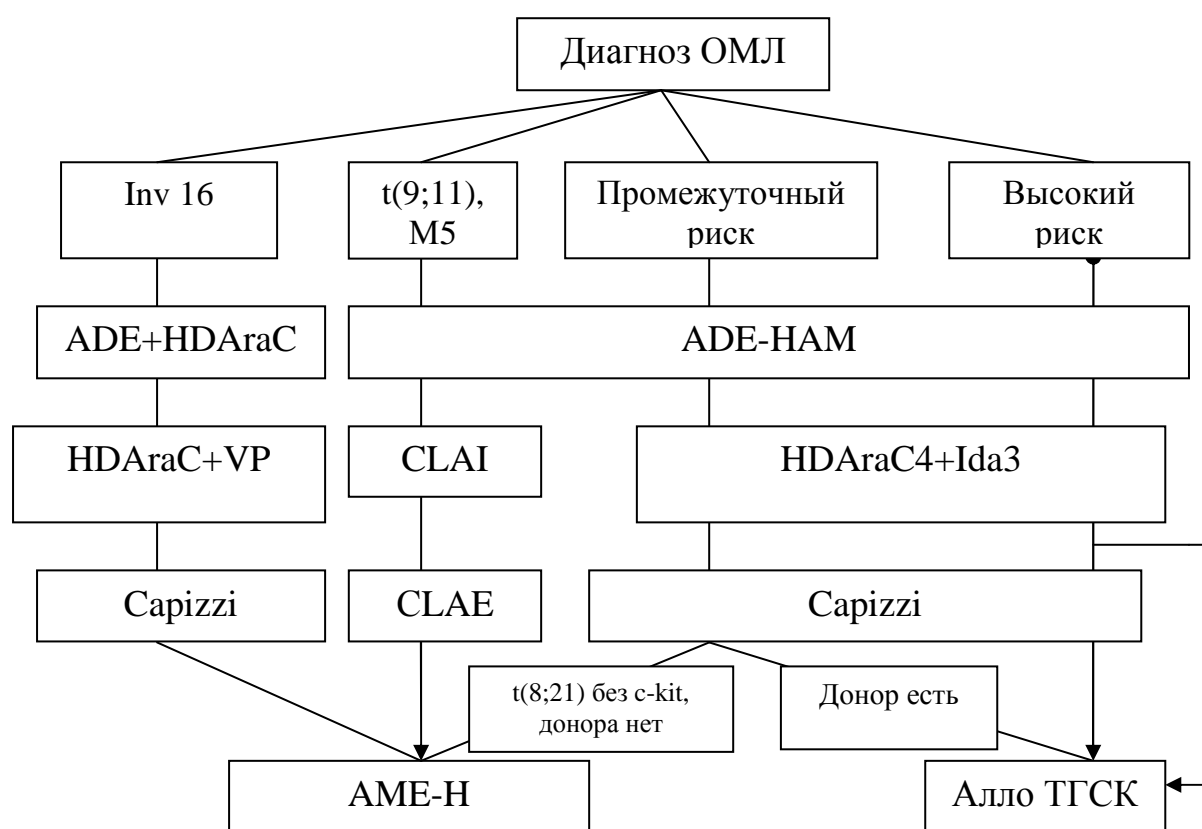 Диагноз ОМЛ
Inv 16
t(9;11),
M5
Промежуточный
риск
Высокий
риск
ADE+HDAraC
ADE-HAM
HDAraC+VP
CLAI
HDAraC4+Ida3
Capizzi
CLAE
Capizzi
t(8;21) без c-kit,
донора нет
Донор есть
AME-H
Алло ТГСК